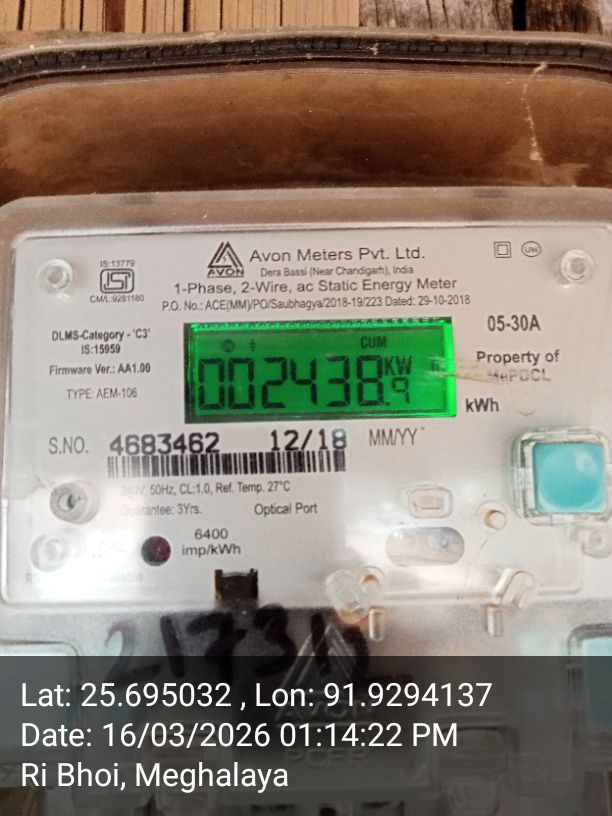 IS:13779
ISI
CM/L:9281180
AVON
Avon Meters Pvt. Ltd.
Dera Bassi (Near Chandigarh), India
1-Phase, 2-Wire, ac Static Energy Meter
P.O. No.: ACE(MM)/PO/Saubhagya/2018-19/223 Dated: 29-10-2018
UW
DLMS-Category - 'C3'
IS:15959
Firmware Ver.: AA1.00
TYPE: AEM-106
CUM
002438.9 KW
05-30A
Property of
MePDCL
kWh
S.NO. 4683462 12/18 MM/YY
240V, 50Hz, CL:1.0, Ref. Temp. 27°C
Guarantee: 3Yrs. Optical Port
6400
imp/kWh
Lat: 25.695032 , Lon: 91.9294137
Date: 16/03/2026 01:14:22 PM
Ri Bhoi, Meghalaya